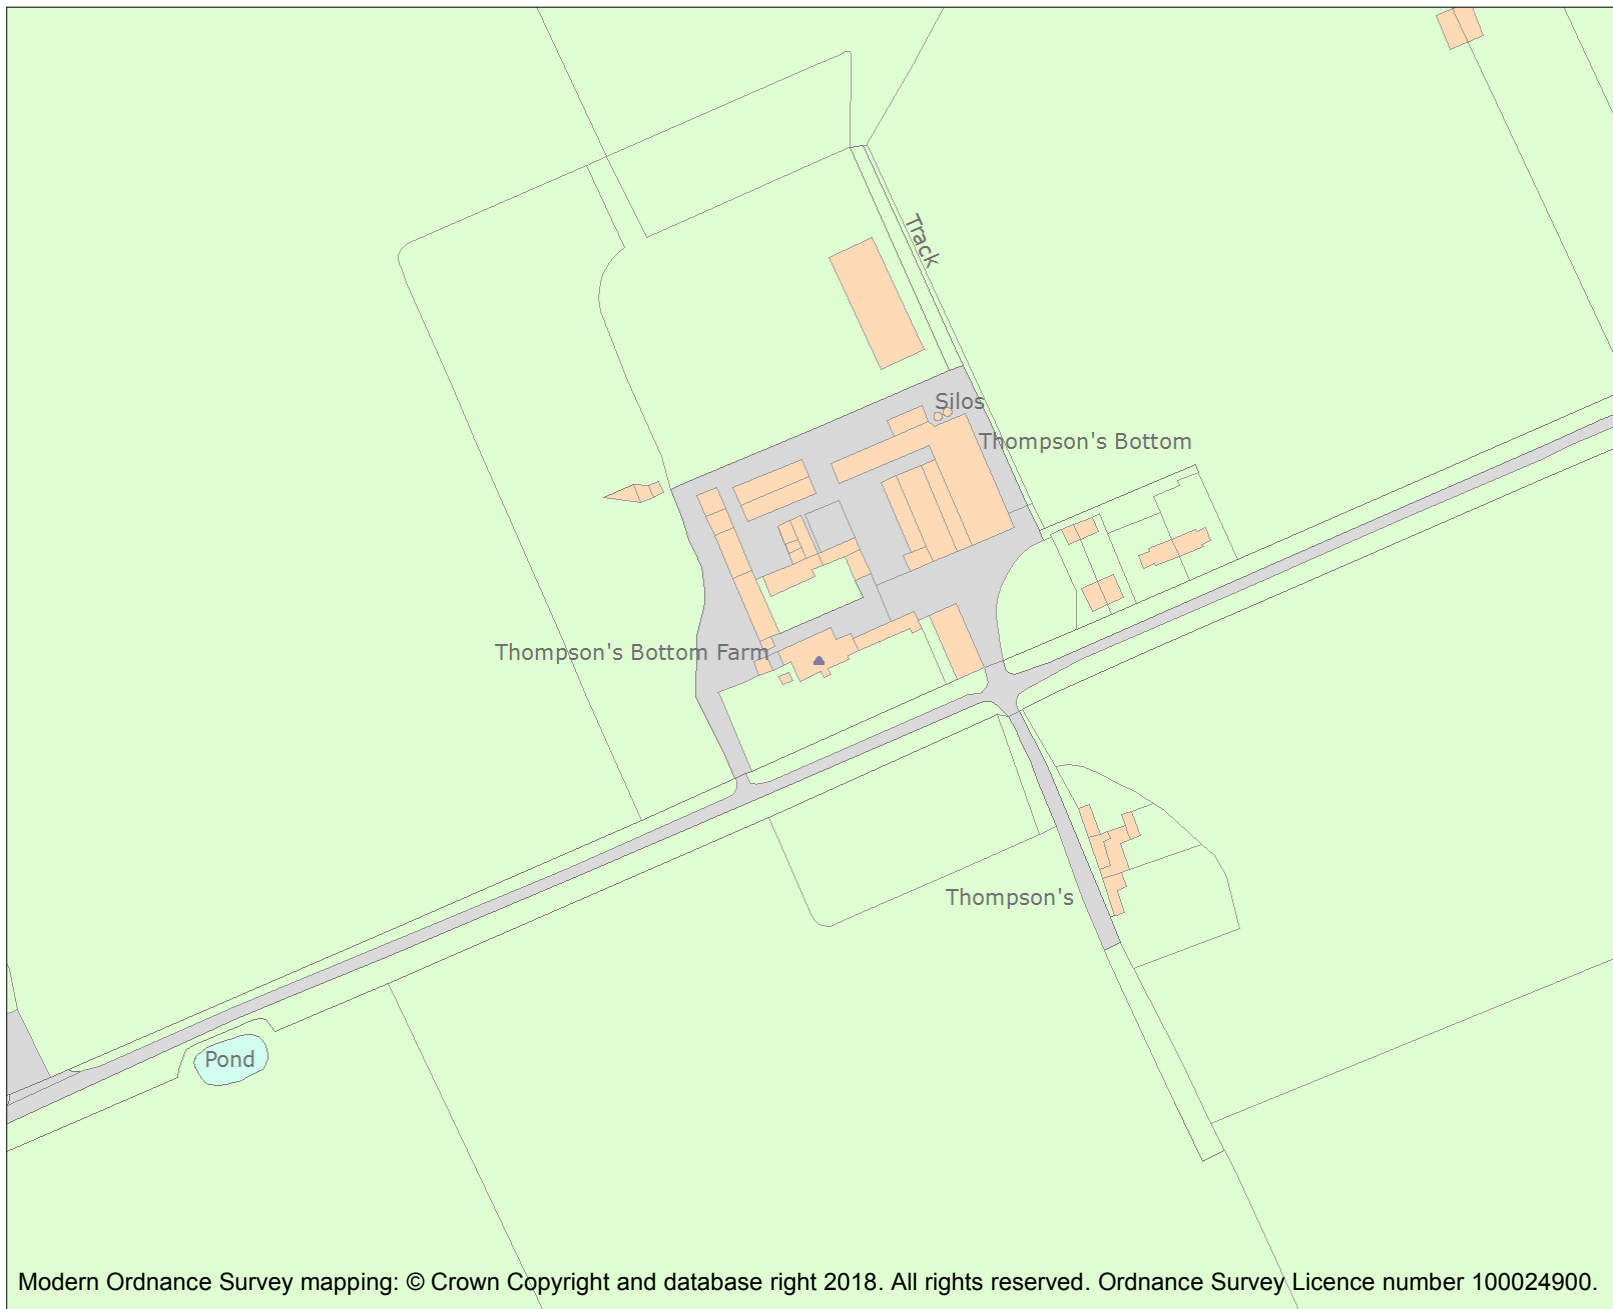 Track
Silos
Thompson's Bottom
Thompson's Bottom Farm
Thompson's
Pond
Modern Ordnance Survey mapping: © Crown Copyright and database right 2018. All rights reserved. Ordnance Survey Licence number 100024900.